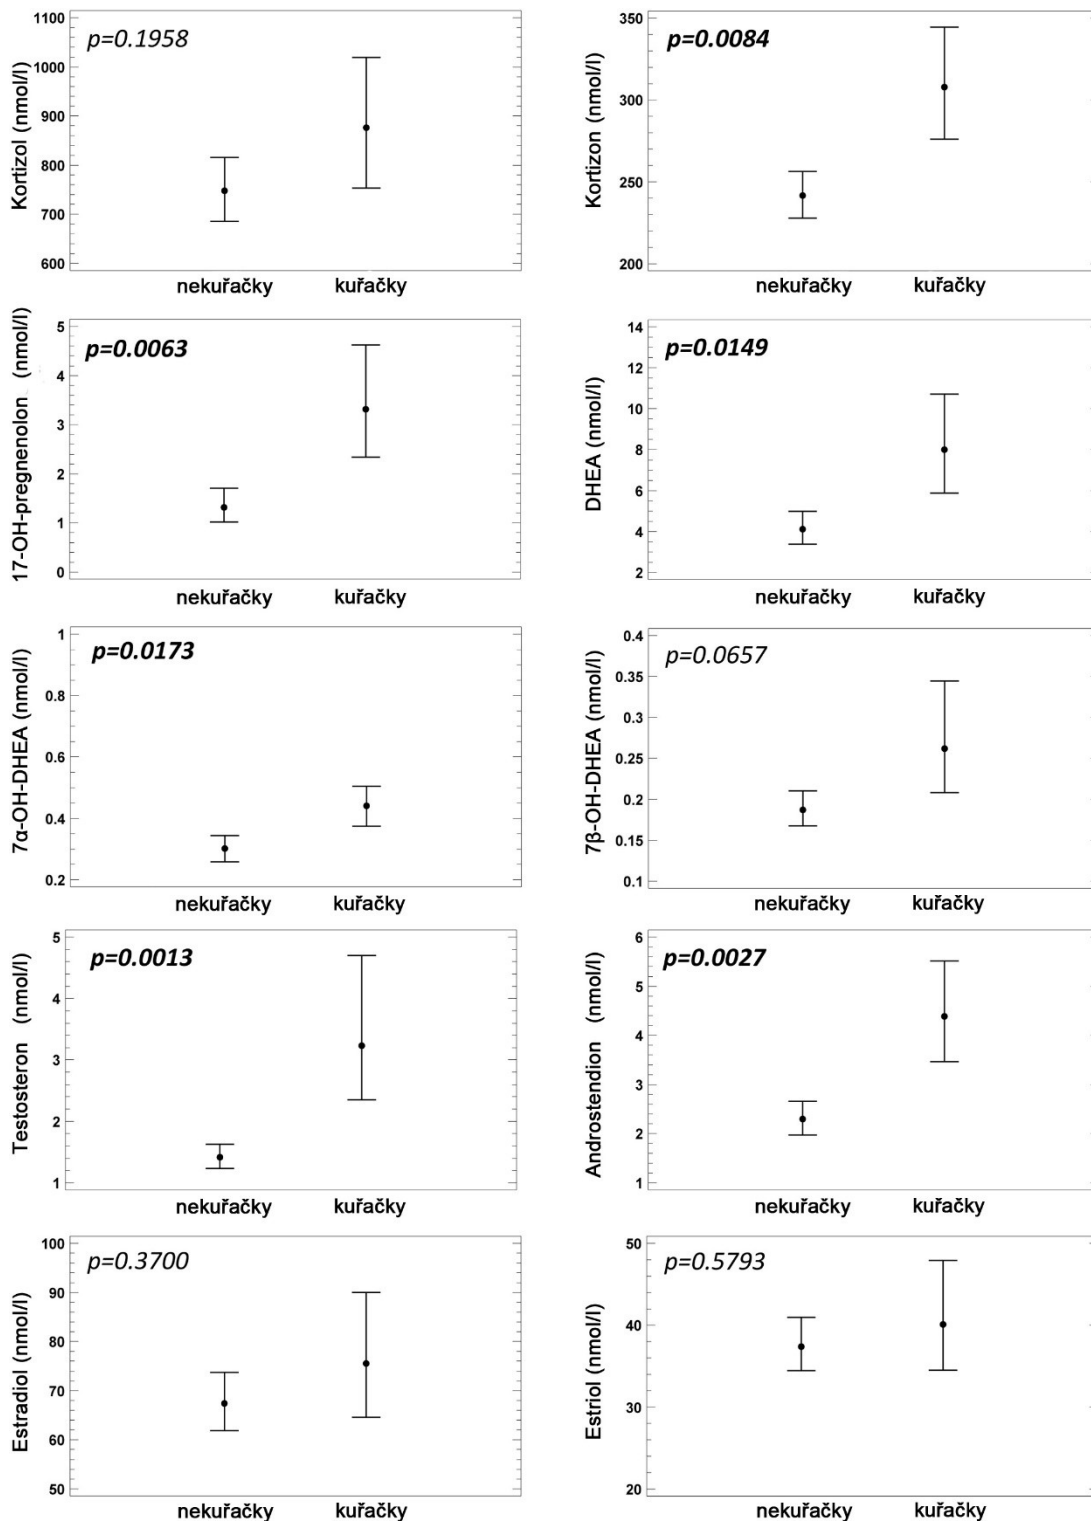 Kortizol (nmol/l)
p=0.1958
1100
1000
900
800
700
600
nekuřačky
kuřačky
Kortizon (nmol/l)
p=0.0084
350
300
250
200
nekuřačky
kuřačky
17-OH-pregnenolon (nmol/l)
p=0.0063
5
4
3
2
1
0
nekuřačky
kuřačky
DHEA (nmol/l)
p=0.0149
14
12
10
8
6
4
2
nekuřačky
kuřačky
7α-OH-DHEA (nmol/l)
p=0.0173
1
0.8
0.6
0.4
0.2
nekuřačky
kuřačky
7β-OH-DHEA (nmol/l)
p=0.0657
0.4
0.35
0.3
0.25
0.2
0.15
0.1
nekuřačky
kuřačky
Testosteron (nmol/l)
p=0.0013
5
4
3
2
1
nekuřačky
kuřačky
Androstendion (nmol/l)
p=0.0027
6
5
4
3
2
1
nekuřačky
kuřačky
Estradiol (nmol/l)
p=0.3700
100
90
80
70
60
50
nekuřačky
kuřačky
Estriol (nmol/l)
p=0.5793
50
40
30
20
nekuřačky
kuřačky